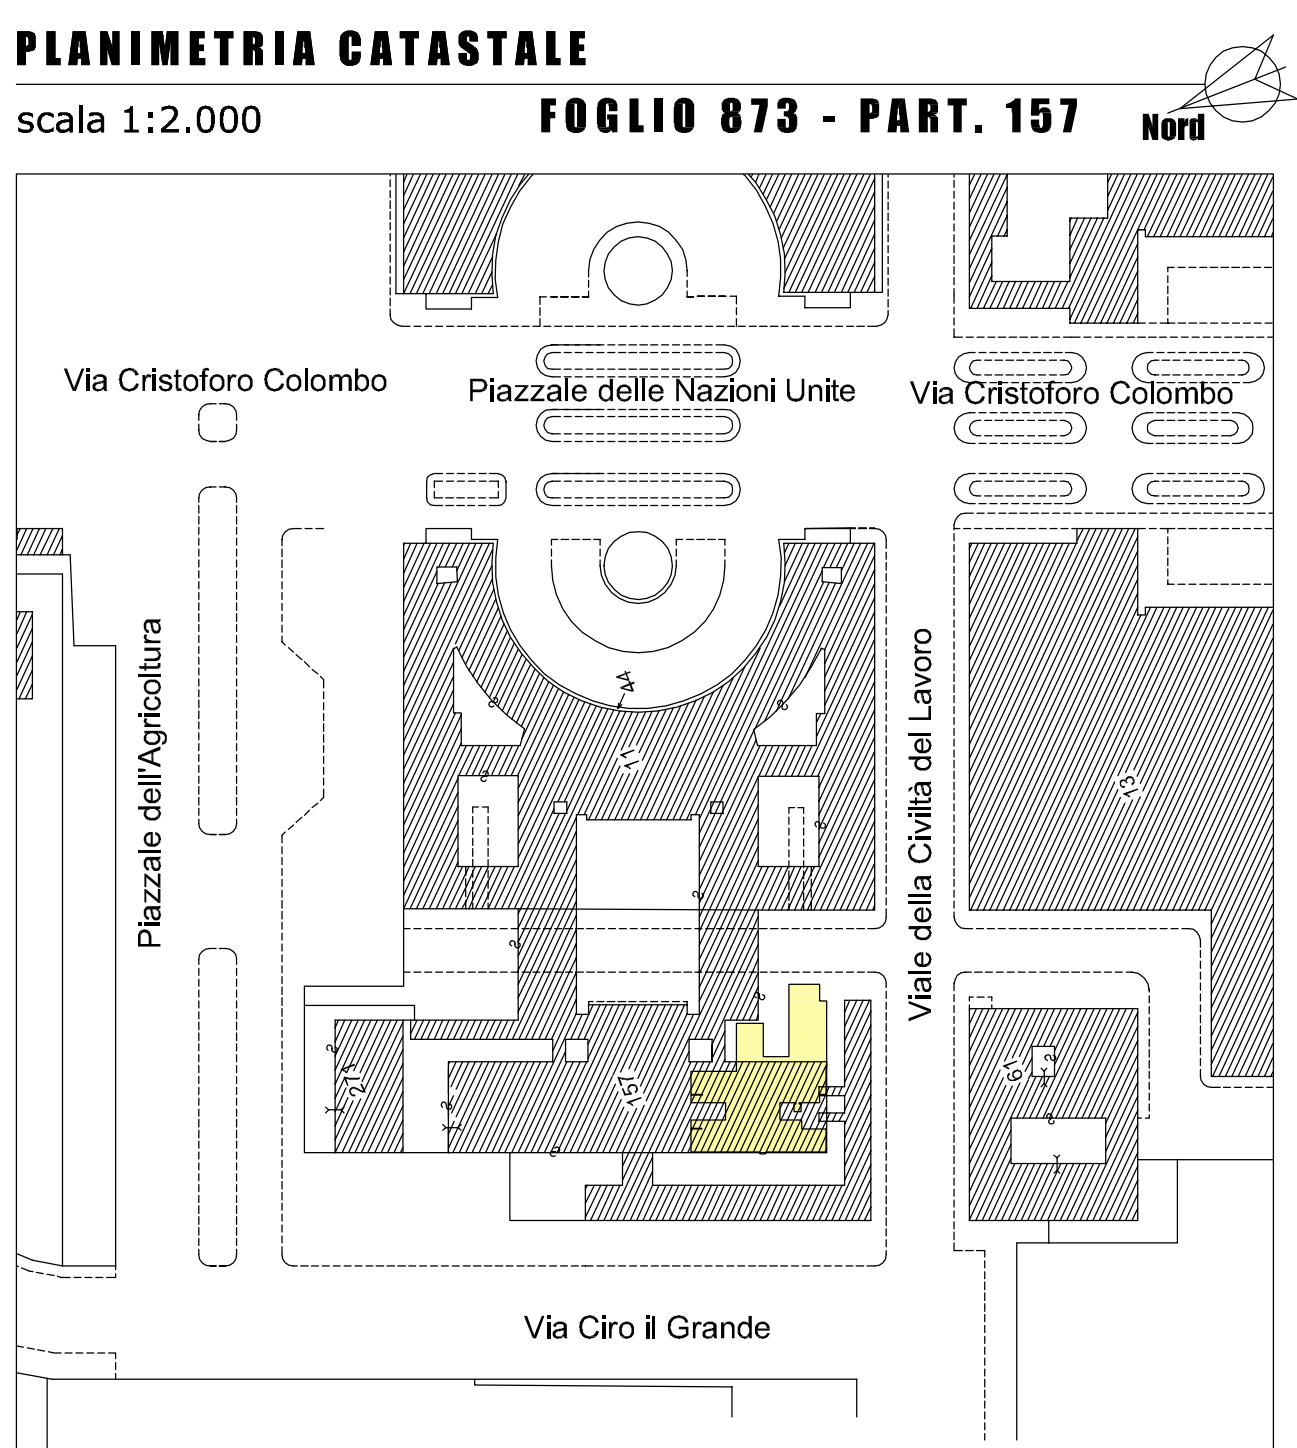 PLANIMETRIA CATASTALE
scala 1:2.000
FOGLIO 873 - PART. 157
Nord
Via Cristoforo Colombo
Piazzale delle Nazioni Unite
Via Cristoforo Colombo
Piazzale dell'Agricoltura
Viale della Civiltà del Lavoro
44
11
13
271
157
61
Via Ciro il Grande